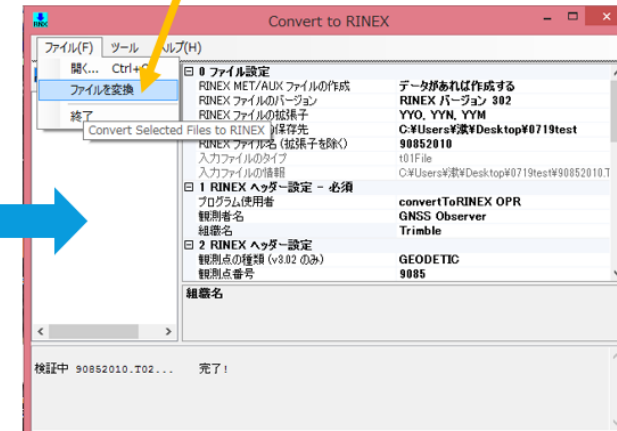 RINEX
Convert to RINEX
ファイル(F) ツール ヘルプ(H)
開く... Ctrl+O
ファイルを変換
終了
Convert Selected Files to RINEX
0 ファイル設定
RINEX MET/AUX ファイルの作成 データがあれば作成する
RINEX ファイルのバージョン RINEX バージョン 302
RINEX ファイルの拡張子 YYO, YYN, YYM
の保存先 C:¥Users¥漱¥Desktop¥0719test
RINEX ファイル名 (拡張子を除く) 90852010
入力ファイルのタイプ t01File
入力ファイルの情報 C:¥Users¥漱¥Desktop¥0719test¥90852010.T
1 RINEX ヘッダー設定 - 必須
プログラム使用者 convertToRINEX OPR
観測者名 GNSS Observer
組織名 Trimble
2 RINEX ヘッダー設定
観測点の種類 (v3.02 のみ) GEODETIC
観測点番号 9085
組織名
検証中 90852010.T02... 完了!